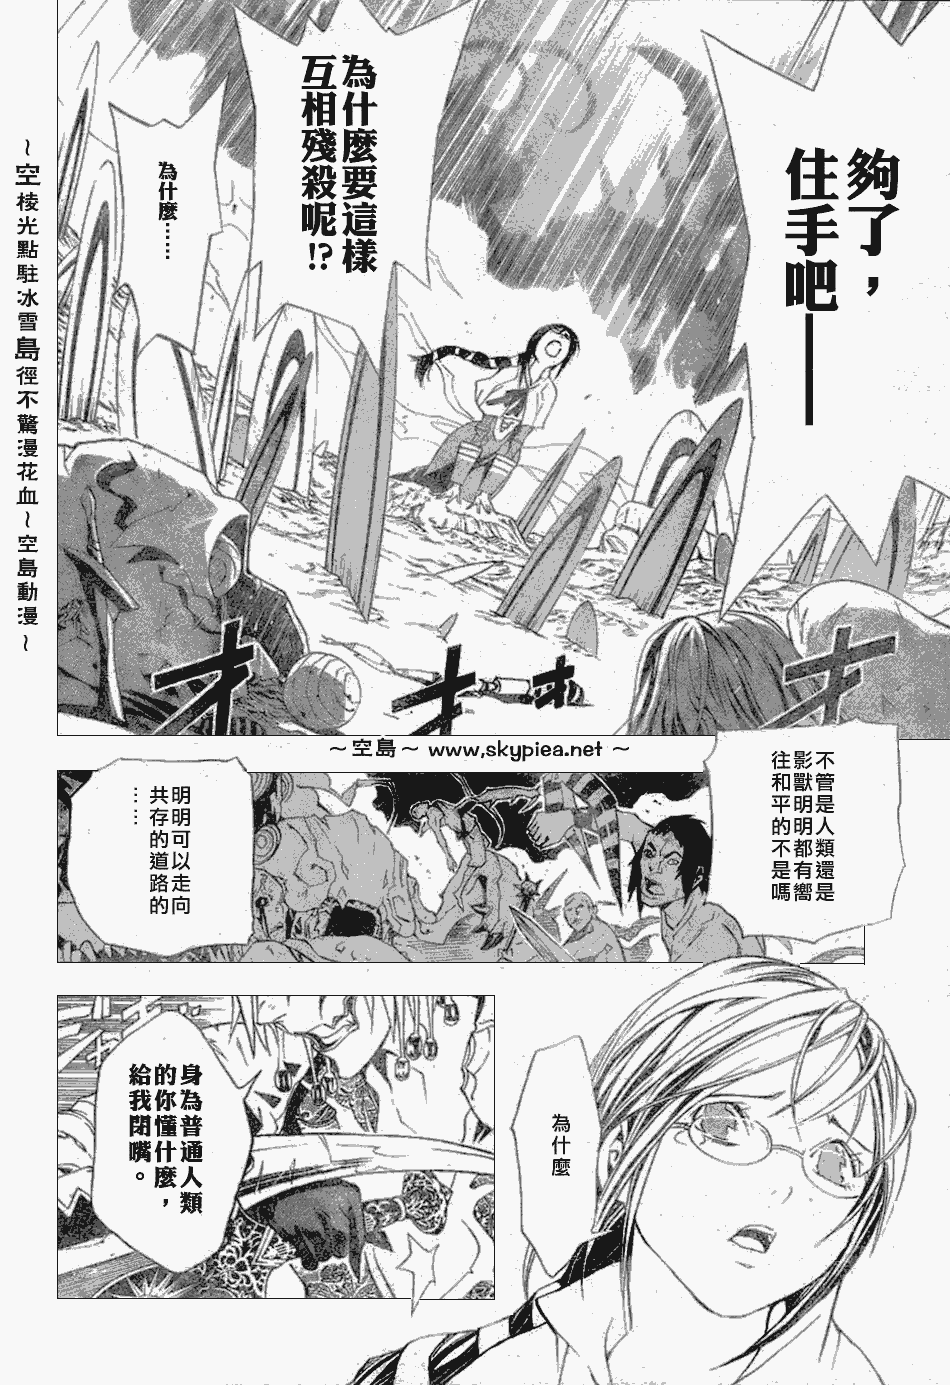 夠了，
住手吧——
為什麼要這樣
互相殘殺呢!?
為什麼……
オ
オ
オ
オ
～空島～ www.skypiea.net ～
不管是人類還是
影獸明明都有嚮
往和平的不是嗎
明明可以走向
共存的道路的
……
為什麼
身為普通人類
的你懂什麼，
給我閉嘴。
～空棱光點駐冰雪島徑不驚漫花血～空島動漫～